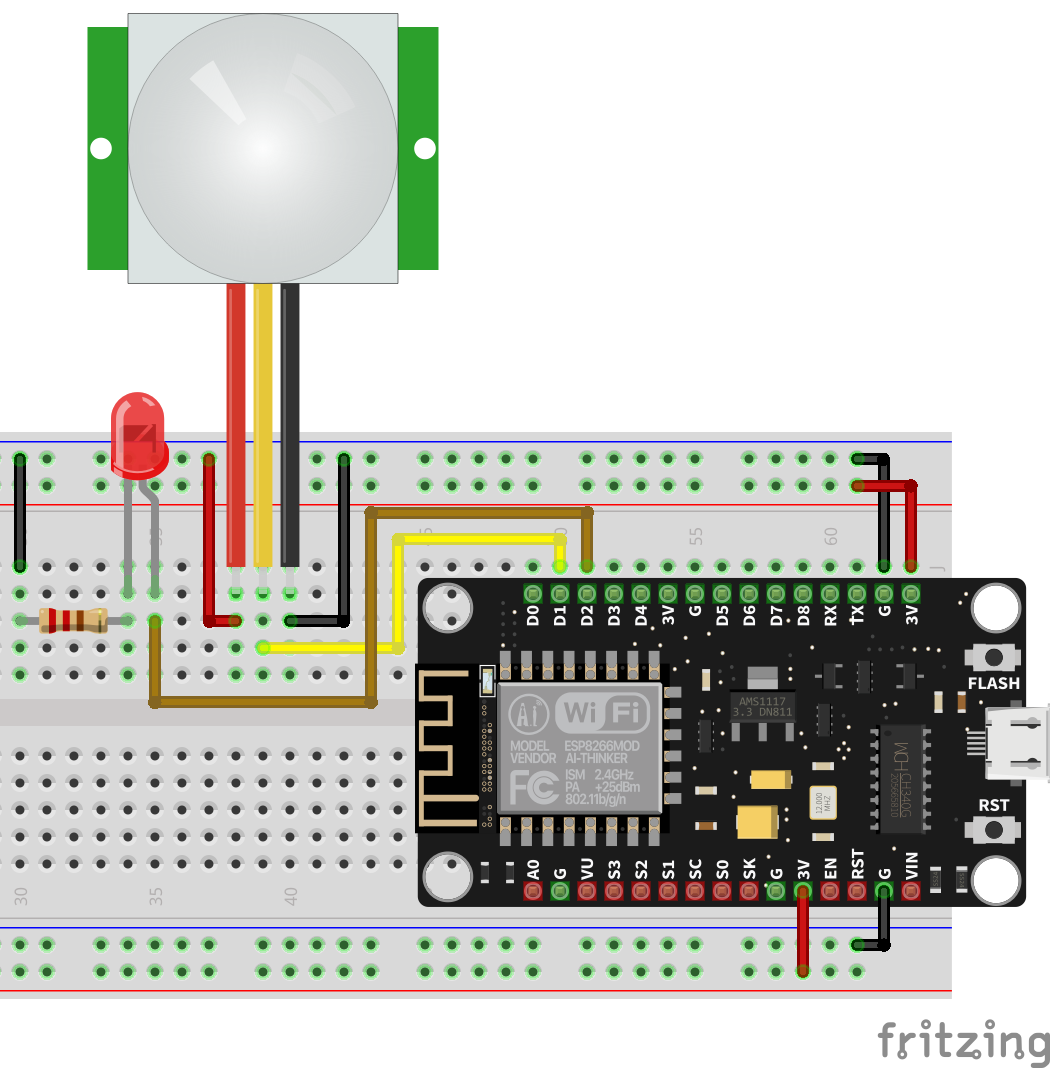 35
45
50
55
60
J
D0 D1 D2 D3 D4 3V G D5 D6 D7 D8 RX TX G 3V
FLASH
AMS1117
3.3 DN811
Ai WiFi
MODEL ESP8266MOD
VENDOR AI-THINKER
FC ISM 2.4GHz
PA +25dBm
802.11b/g/n
12.000
MHZ
CH340G
RST
A0 G VU S3 S2 S1 SC S0 SK G 3V EN RST G VIN
30 35 40
fritzing